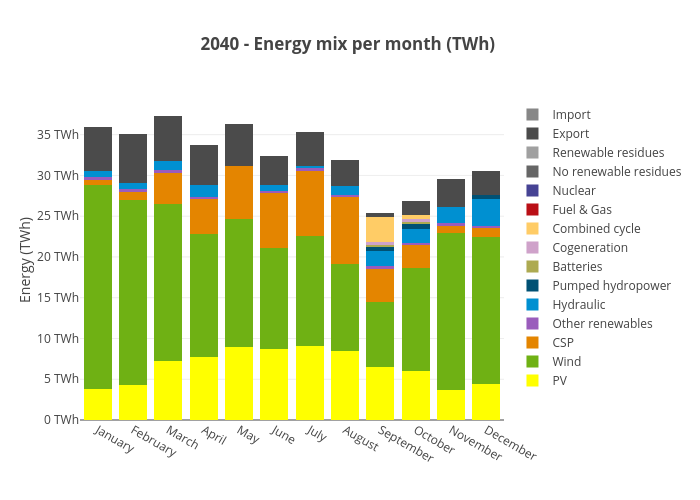 2040 - Energy mix per month (TWh)
Energy (TWh)
35 TWh
30 TWh
25 TWh
20 TWh
15 TWh
10 TWh
5 TWh
0 TWh
January
February
March
April
May
June
July
August
September
October
November
December
Import
Export
Renewable residues
No renewable residues
Nuclear
Fuel & Gas
Combined cycle
Cogeneration
Batteries
Pumped hydropower
Hydraulic
Other renewables
CSP
Wind
PV